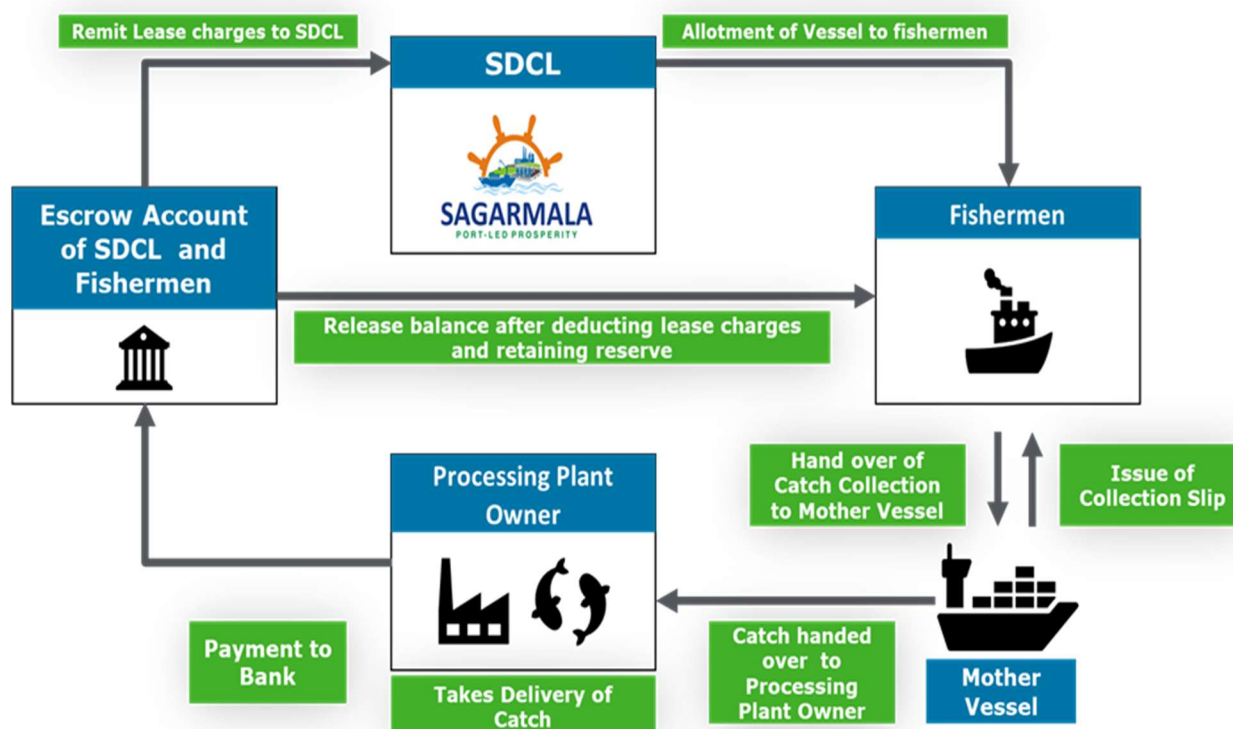 Remit Lease charges to SDCL
SDCL
Allotment of Vessel to fishermen
SAGARMALA
PORT-LED PROSPERITY
Escrow Account
of SDCL and
Fishermen
Fishermen
Release balance after deducting lease charges
and retaining reserve
Processing Plant
Owner
Hand over of
Catch Collection
to Mother Vessel
Issue of
Collection Slip
Payment to
Bank
Takes Delivery of
Catch
Catch handed
over to
Processing
Plant Owner
Mother
Vessel